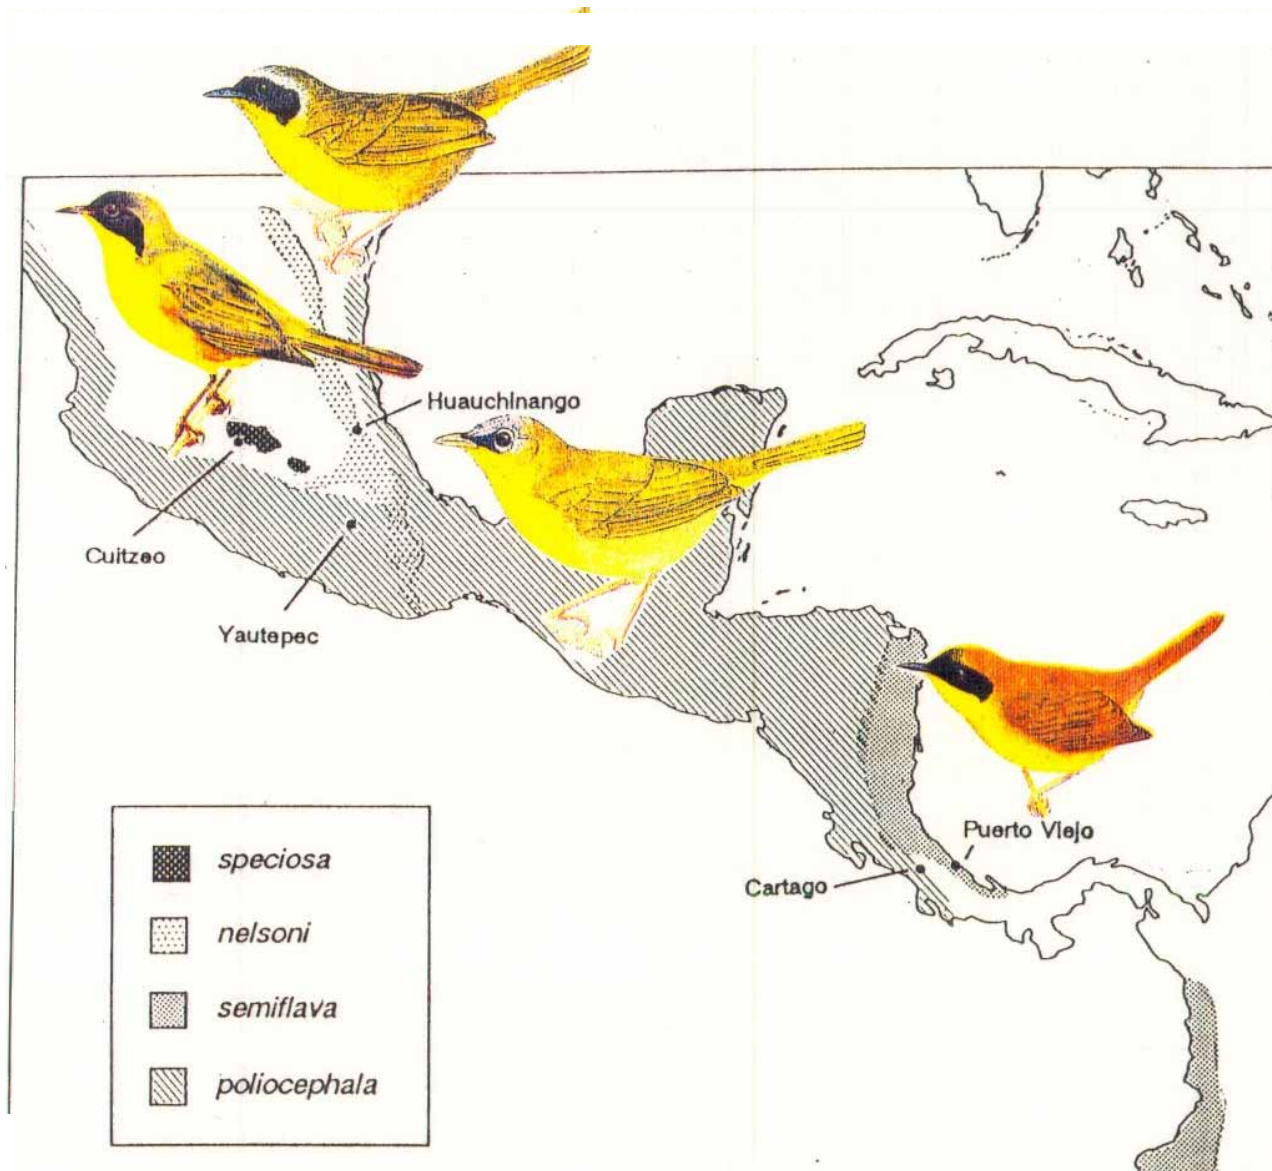 Huauchinango
Cuitzeo
Yautepec
Puerto Viejo
Cartago
speciosa
nelsoni
semiflava
poliocephala